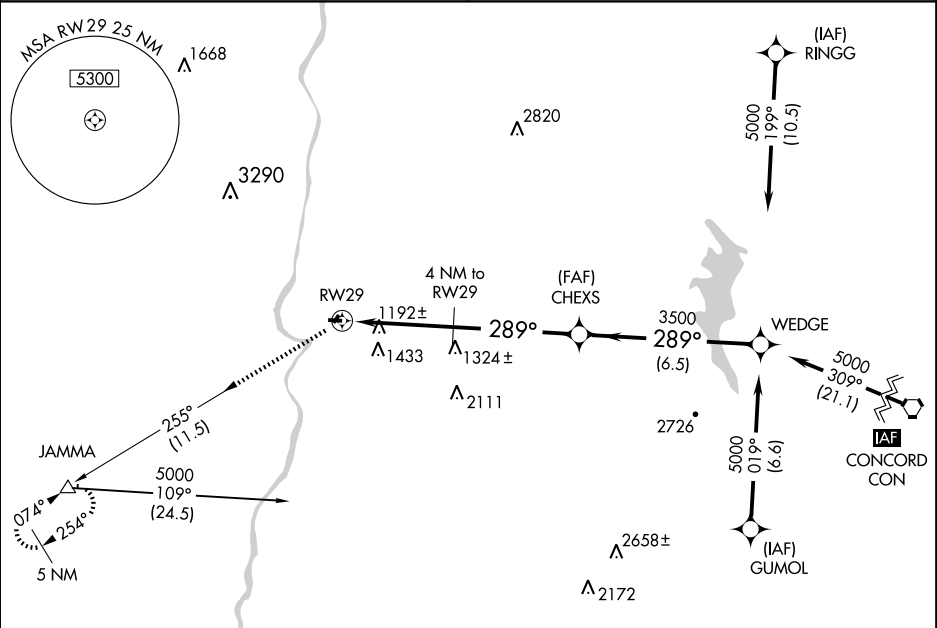 MSA RW29 25 NM
5300
1668
(IAF)
RINGG
2820
5000
199°
(10.5)
3290
4 NM to
RW29
(FAF)
CHEXS
RW29
1192±
289°
3500
289°
(6.5)
WEDGE
1433
1324±
5000
309°
(21.1)
2111
255°
(11.5)
2726
5000
019°
(6.6)
IAF
CONCORD
CON
JAMMA
5000
109°
(24.5)
074°
254°
5 NM
2658±
(IAF)
GUMOL
2172